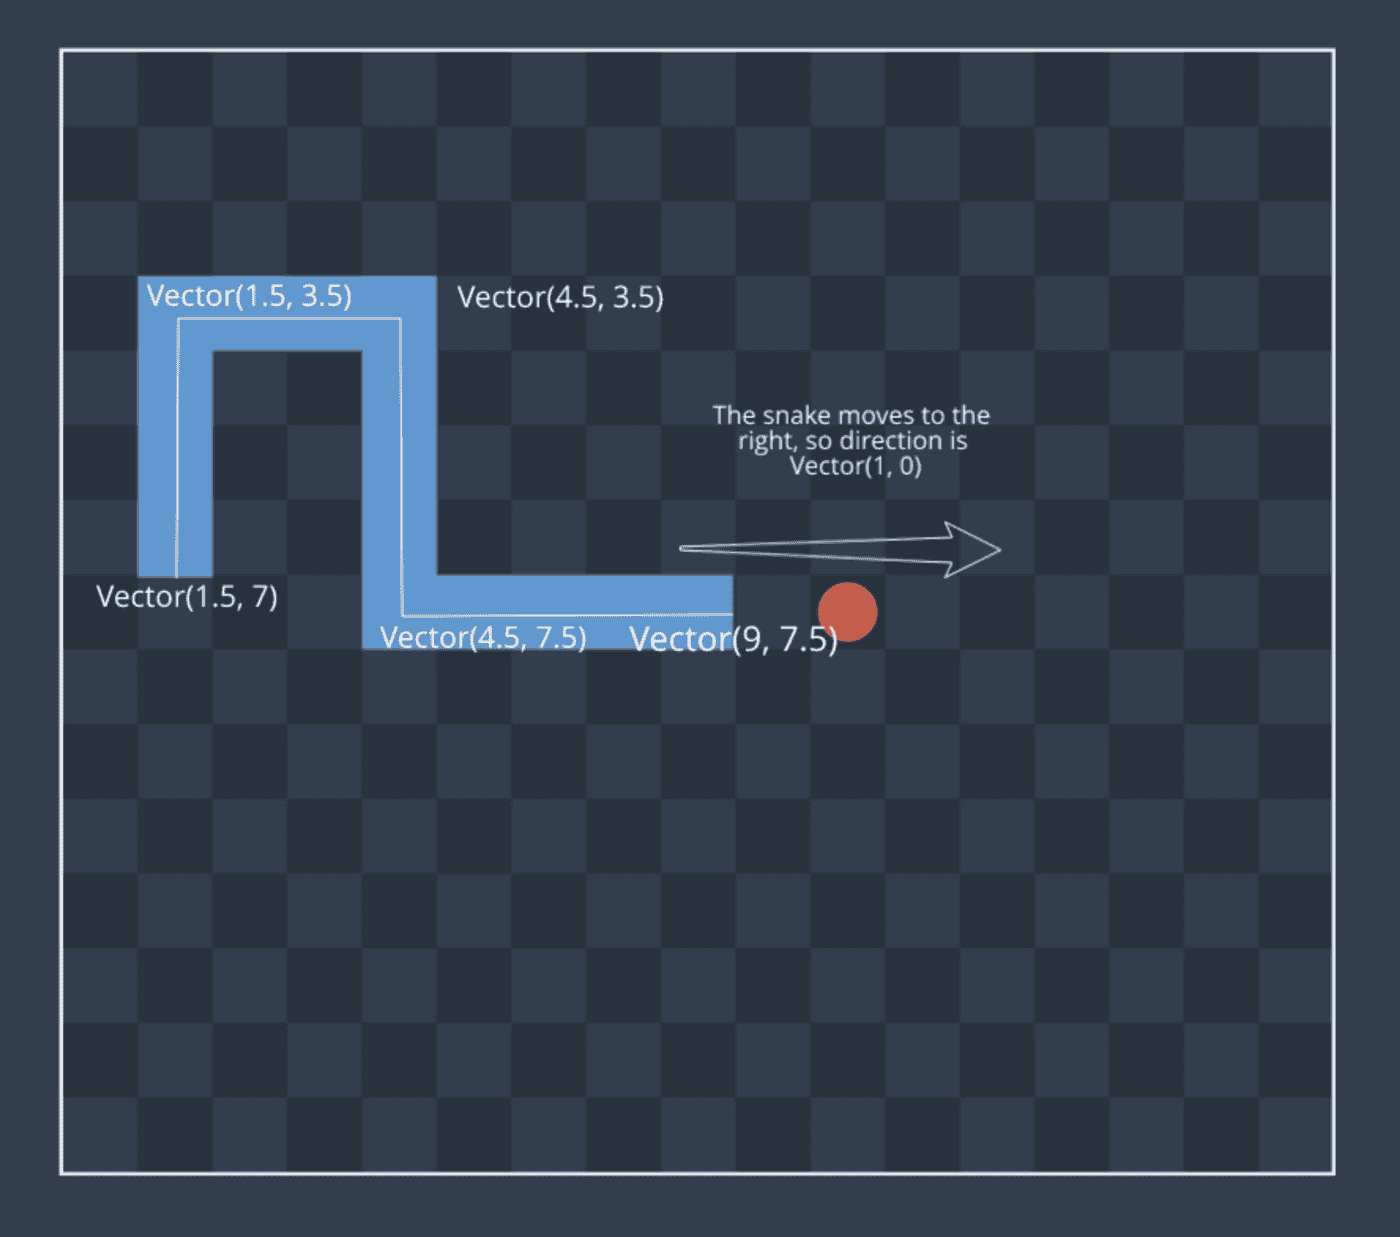 Vector(1.5, 3.5)
Vector(4.5, 3.5)
The snake moves to the
right, so direction is
Vector(1, 0)
Vector(1.5, 7)
Vector(4.5, 7.5)
Vector(9, 7.5)